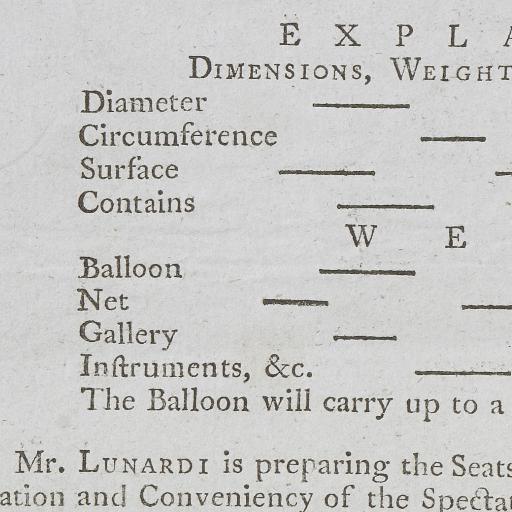 E X P L A
DIMENSIONS, WEIGHT
Diameter
Circumference
Surface
Contains
W E
Balloon
Net
Gallery
Inſtruments, &c.
The Balloon will carry up to a
Mr. LUNARDI is preparing the Seats
ation and Conveniency of the Spectat